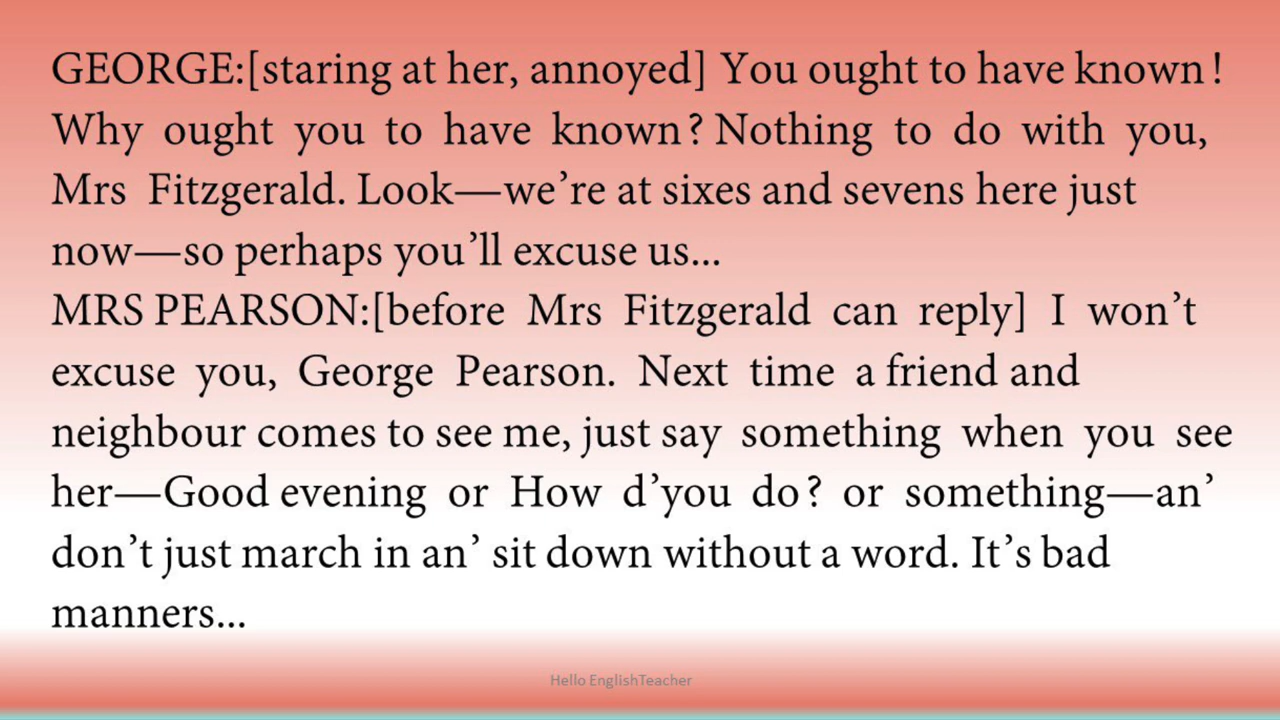 GEORGE:[staring at her, annoyed] You ought to have known!
Why ought you to have known? Nothing to do with you,
Mrs Fitzgerald. Look—we’re at sixes and sevens here just
now—so perhaps you’ll excuse us...
MRS PEARSON:[before Mrs Fitzgerald can reply] I won’t
excuse you, George Pearson. Next time a friend and
neighbour comes to see me, just say something when you see
her—Good evening or How d’you do? or something—an’
don’t just march in an’ sit down without a word. It’s bad
manners...
Hello EnglishTeacher